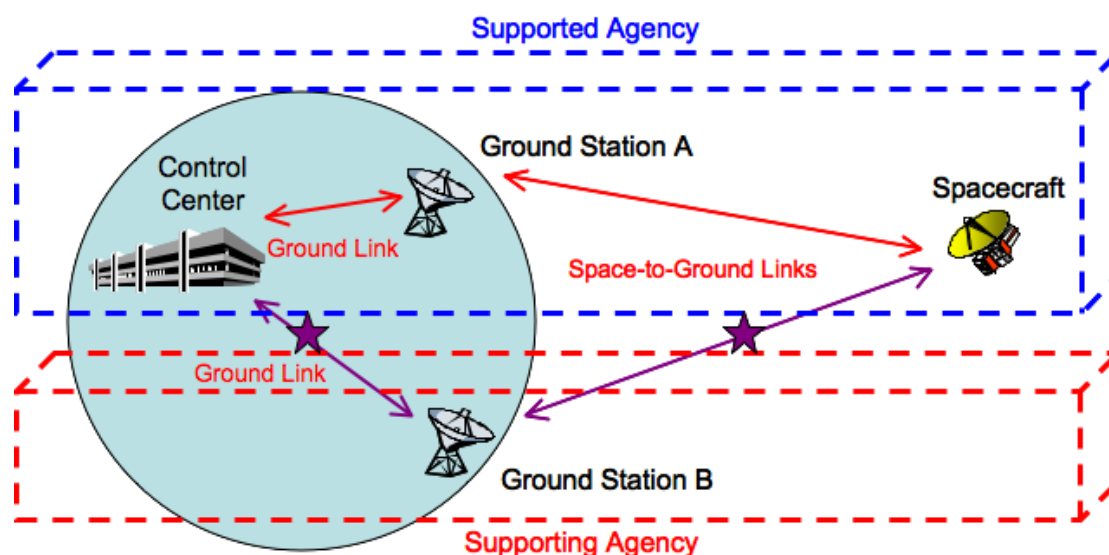 Supported Agency
Ground Station A
Control
Center
Spacecraft
Ground Link
Space-to-Ground Links
Ground Link
Ground Station B
Supporting Agency